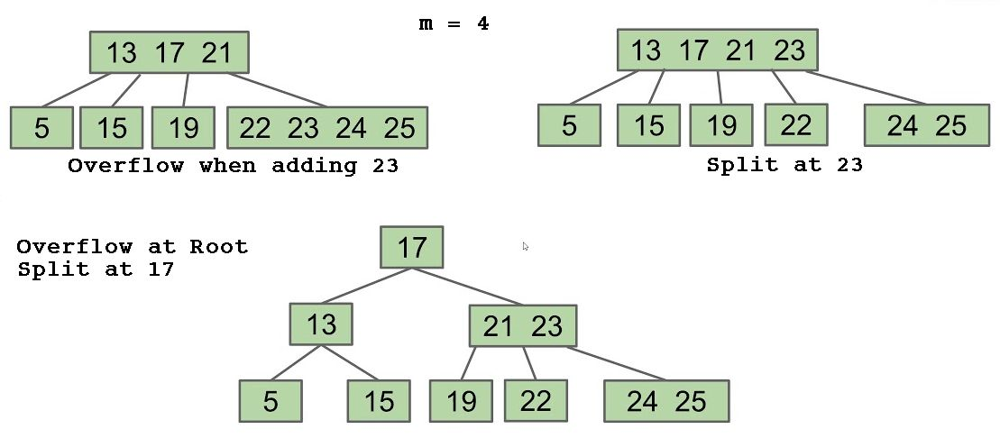 m = 4
13 17 21
5 15 19 22 23 24 25
Overflow when adding 23
13 17 21 23
5 15 19 22 24 25
Split at 23
Overflow at Root
Split at 17
17
13 21 23
5 15 19 22 24 25